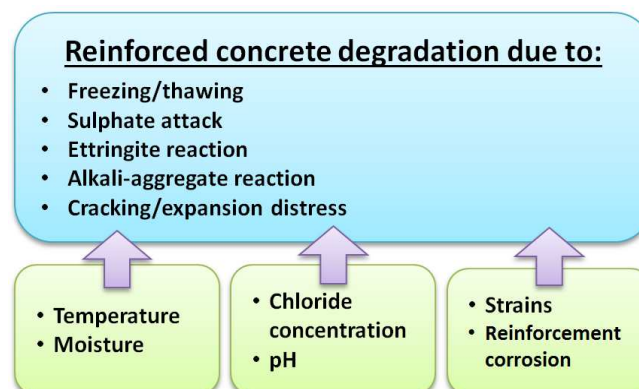 Reinforced concrete degradation due to:
• Freezing/thawing
• Sulphate attack
• Ettringite reaction
• Alkali-aggregate reaction
• Cracking/expansion distress
• Temperature
• Moisture
• Chloride
concentration
• pH
• Strains
• Reinforcement
corrosion